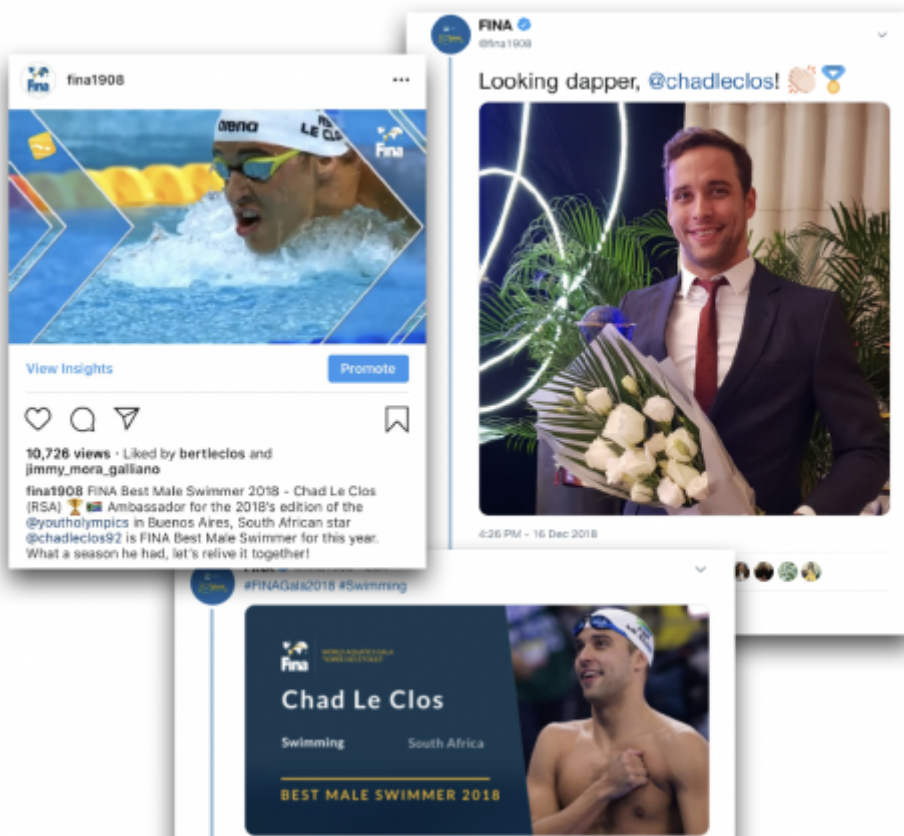 FINA
@fina1908
Looking dapper, @chadleclos! 👏🏻🏅
4:26 PM - 16 Dec 2018
fina1908
arena
LE CLO
Fina
View Insights
Promote
10,726 views · Liked by bertleclos and
jimmy_mora_galliano
fina1908 FINA Best Male Swimmer 2018 - Chad Le Clos
(RSA) 🏆 🇿🇦 Ambassador for the 2018's edition of the
@youtholympics in Buenos Aires, South African star
@chadleclos92 is FINA Best Male Swimmer for this year.
What a season he had, let's relive it together!
#FINAGala2018 #Swimming
Fina
WORLD AQUATICS GALA
"SOIREE DES ETOILES"
Chad Le Clos
Swimming
South Africa
BEST MALE SWIMMER 2018